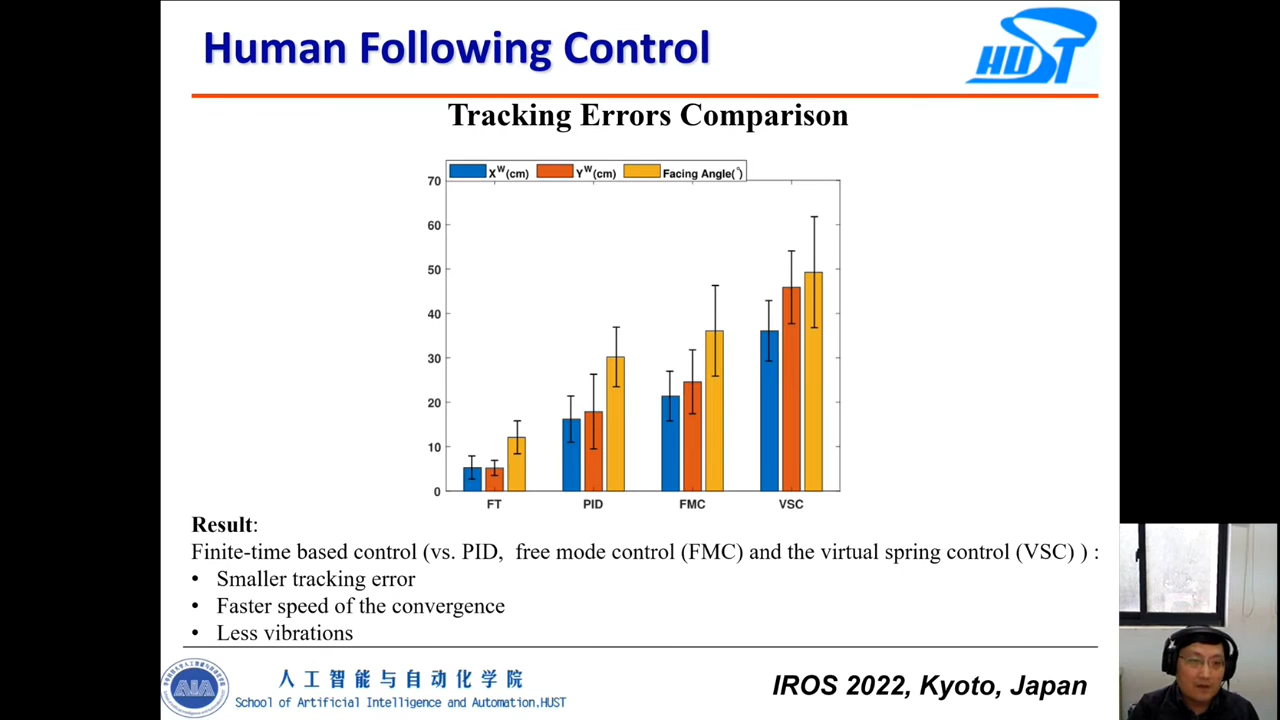 Human Following Control
HUST
Tracking Errors Comparison
X^W(cm) Y^W(cm) Facing Angle(°)
70
60
50
40
30
20
10
0
FT PID FMC VSC
Result:
Finite-time based control (vs. PID, free mode control (FMC) and the virtual spring control (VSC) ) :
• Smaller tracking error
• Faster speed of the convergence
• Less vibrations
AIA
人工智能与自动化学院
School of Artificial Intelligence and Automation,HUST
IROS 2022, Kyoto, Japan